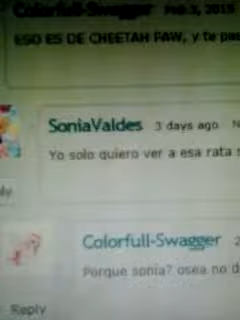 Colorfull-Swagger Feb 3, 2015
ESO ES DE CHEETAH PAW, y te
SoniaValdes 3 days ago
Yo solo quiero ver a esa rata
Colorfull-Swagger
Porque sonia? osea no
Reply